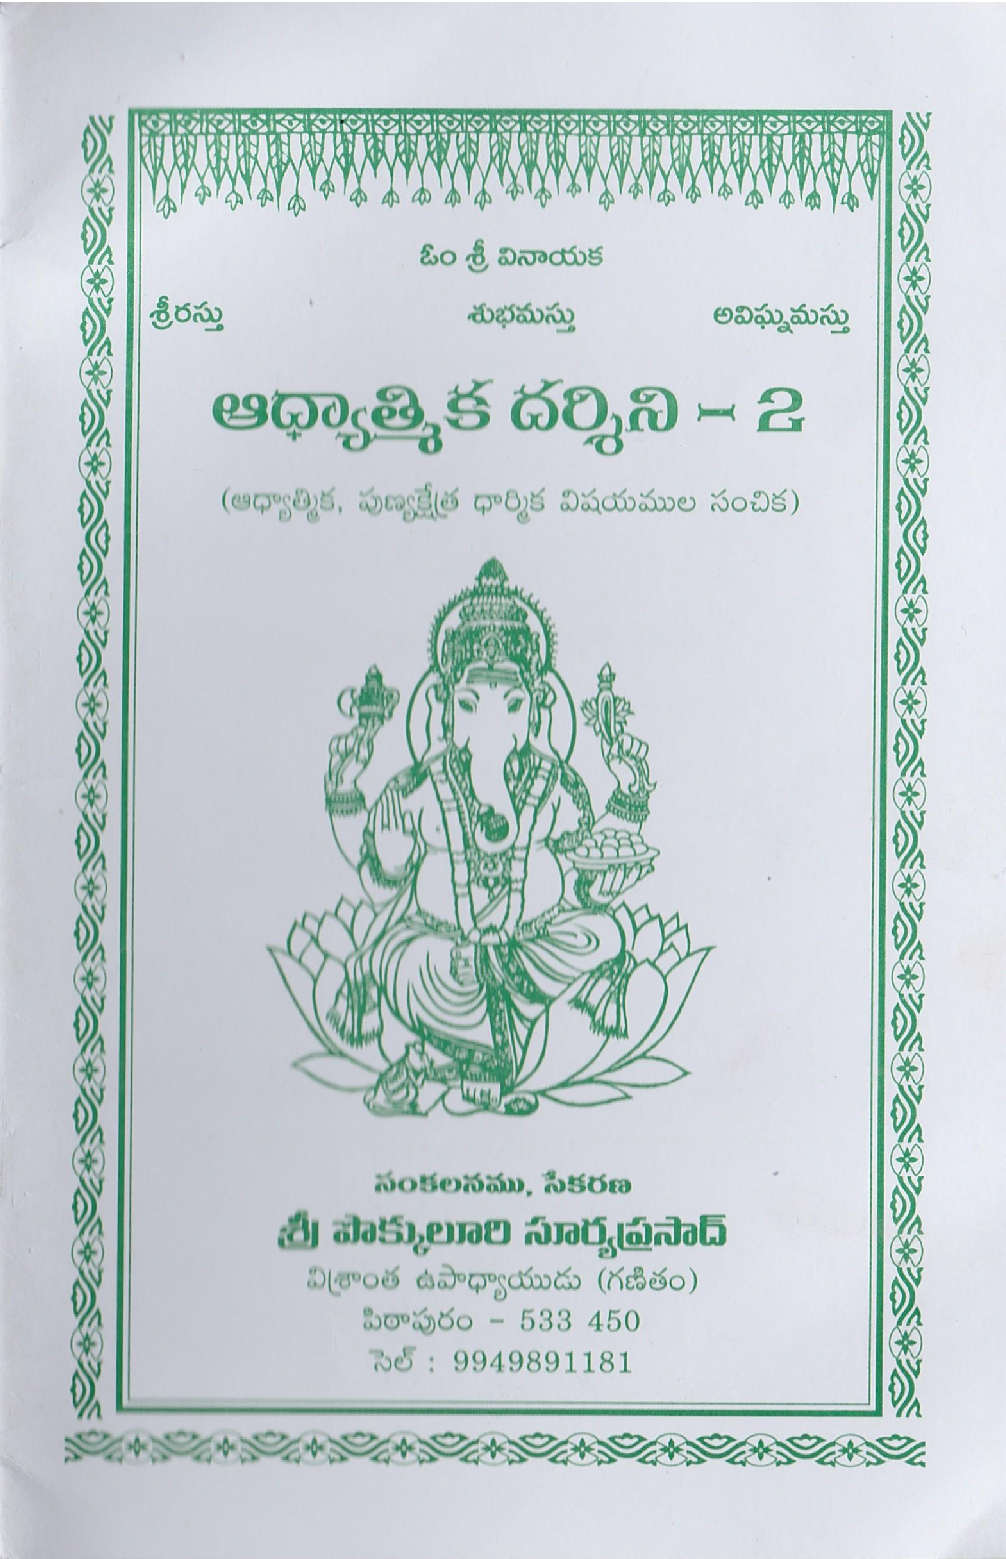 ఓం శ్రీ వినాయక
శ్రీరస్తు శుభమస్తు అవిఘ్నమస్తు
ఆధ్యాత్మిక దర్శిని - 2
(ఆధ్యాత్మిక, పుణ్యక్షేత్ర ధార్మిక విషయముల సంచిక)
సంకలనము, సేకరణ
శ్రీ పొక్కులూరి సూర్యప్రసాద్
విశ్రాంత ఉపాధ్యాయుడు (గణితం)
పిఠాపురం - 533 450
సెల్ : 9949891181